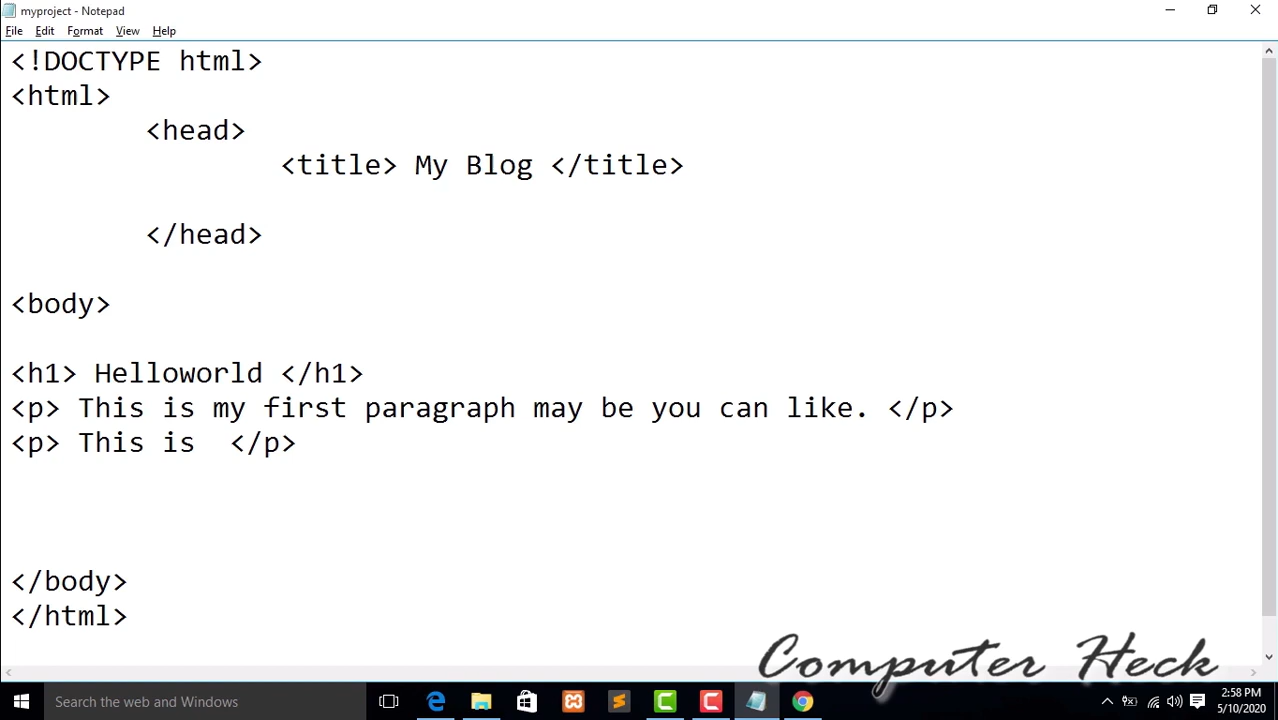 myproject - Notepad
File Edit Format View Help
<!DOCTYPE html>
<html>
<head>
<title> My Blog </title>
</head>
<body>
<h1> Helloworld </h1>
<p> This is my first paragraph may be you can like. </p>
<p> This is  </p>
</body>
</html>
Computer Heck
Search the web and Windows
2:58 PM
5/10/2020